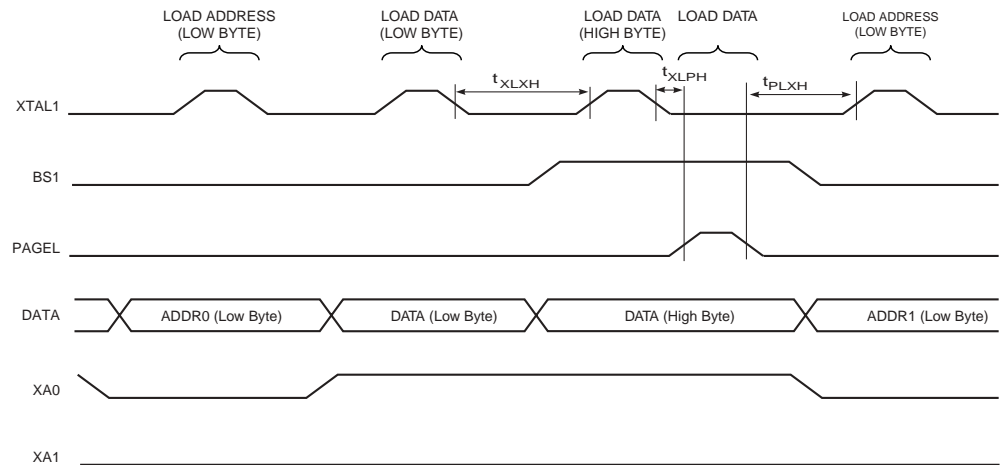 LOAD ADDRESS
(LOW BYTE)
LOAD DATA
(LOW BYTE)
LOAD DATA
(HIGH BYTE)
LOAD DATA
LOAD ADDRESS
(LOW BYTE)
tXLXH
tXLPH
tPLXH
XTAL1
BS1
PAGEL
DATA
ADDR0 (Low Byte)
DATA (Low Byte)
DATA (High Byte)
ADDR1 (Low Byte)
XA0
XA1